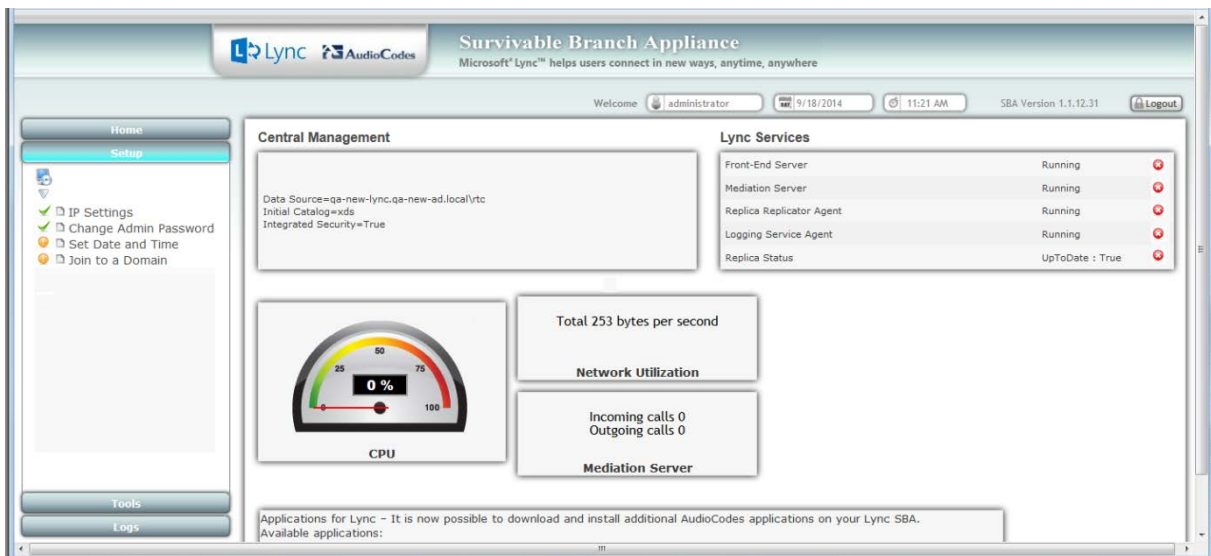 Lync AudioCodes
Survivable Branch Appliance
Microsoft® Lync™ helps users connect in new ways, anytime, anywhere
Welcome administrator 9/18/2014 11:21 AM SBA Version 1.1.12.31 Logout
Home
Setup
IP Settings
Change Admin Password
Set Date and Time
Join to a Domain
Tools
Logs
Central Management
Data Source=qa-new-lync.qa-new-ad.local\rtc
Initial Catalog=xds
Integrated Security=True
Lync Services
Front-End Server Running
Mediation Server Running
Replica Replicator Agent Running
Logging Service Agent Running
Replica Status UpToDate : True
0 25 50 75 100
0 %
CPU
Total 253 bytes per second
Network Utilization
Incoming calls 0
Outgoing calls 0
Mediation Server
Applications for Lync – It is now possible to download and install additional AudioCodes applications on your Lync SBA.
Available applications: